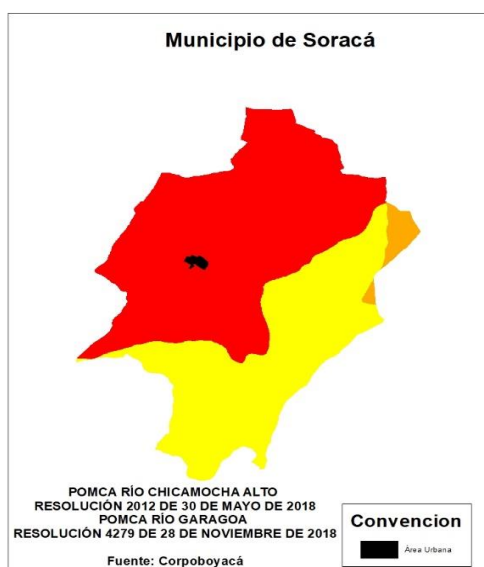 Municipio de Soracá
POMCA RÍO CHICAMOCHA ALTO
RESOLUCIÓN 2012 DE 30 DE MAYO DE 2018
POMCA RÍO GARAGOA
RESOLUCIÓN 4279 DE 28 DE NOVIEMBRE DE 2018
Fuente: Corpoboyacá
Convencion
Área Urbana